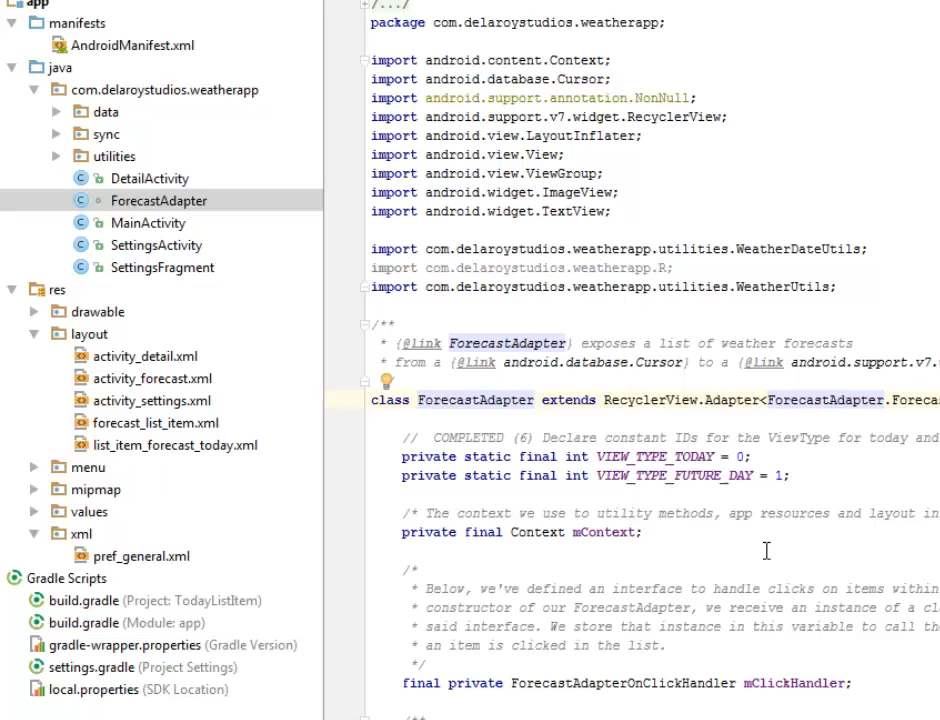 app
manifests
AndroidManifest.xml
java
com.delaroystudios.weatherapp
data
sync
utilities
DetailActivity
ForecastAdapter
MainActivity
SettingsActivity
SettingsFragment
res
drawable
layout
activity_detail.xml
activity_forecast.xml
activity_settings.xml
forecast_list_item.xml
list_item_forecast_today.xml
menu
mipmap
values
xml
pref_general.xml
Gradle Scripts
build.gradle (Project: TodayListItem)
build.gradle (Module: app)
gradle-wrapper.properties (Gradle Version)
settings.gradle (Project Settings)
local.properties (SDK Location)
/.../
package com.delaroystudios.weatherapp;
import android.content.Context;
import android.database.Cursor;
import android.support.annotation.NonNull;
import android.support.v7.widget.RecyclerView;
import android.view.LayoutInflater;
import android.view.View;
import android.view.ViewGroup;
import android.widget.ImageView;
import android.widget.TextView;
import com.delaroystudios.weatherapp.utilities.WeatherDateUtils;
import com.delaroystudios.weatherapp.R;
import com.delaroystudios.weatherapp.utilities.WeatherUtils;
/**
* {@link ForecastAdapter} exposes a list of weather forecasts
* from a {@link android.database.Cursor} to a {@link android.support.v7.
class ForecastAdapter extends RecyclerView.Adapter<ForecastAdapter.Foreca
// COMPLETED (6) Declare constant IDs for the ViewType for today and
private static final int VIEW_TYPE_TODAY = 0;
private static final int VIEW_TYPE_FUTURE_DAY = 1;
/* The context we use to utility methods, app resources and layout in
private final Context mContext;
/*
* Below, we've defined an interface to handle clicks on items within
* constructor of our ForecastAdapter, we receive an instance of a cl
* said interface. We store that instance in this variable to call the
* an item is clicked in the list.
*/
final private ForecastAdapterOnClickHandler mClickHandler;
/**